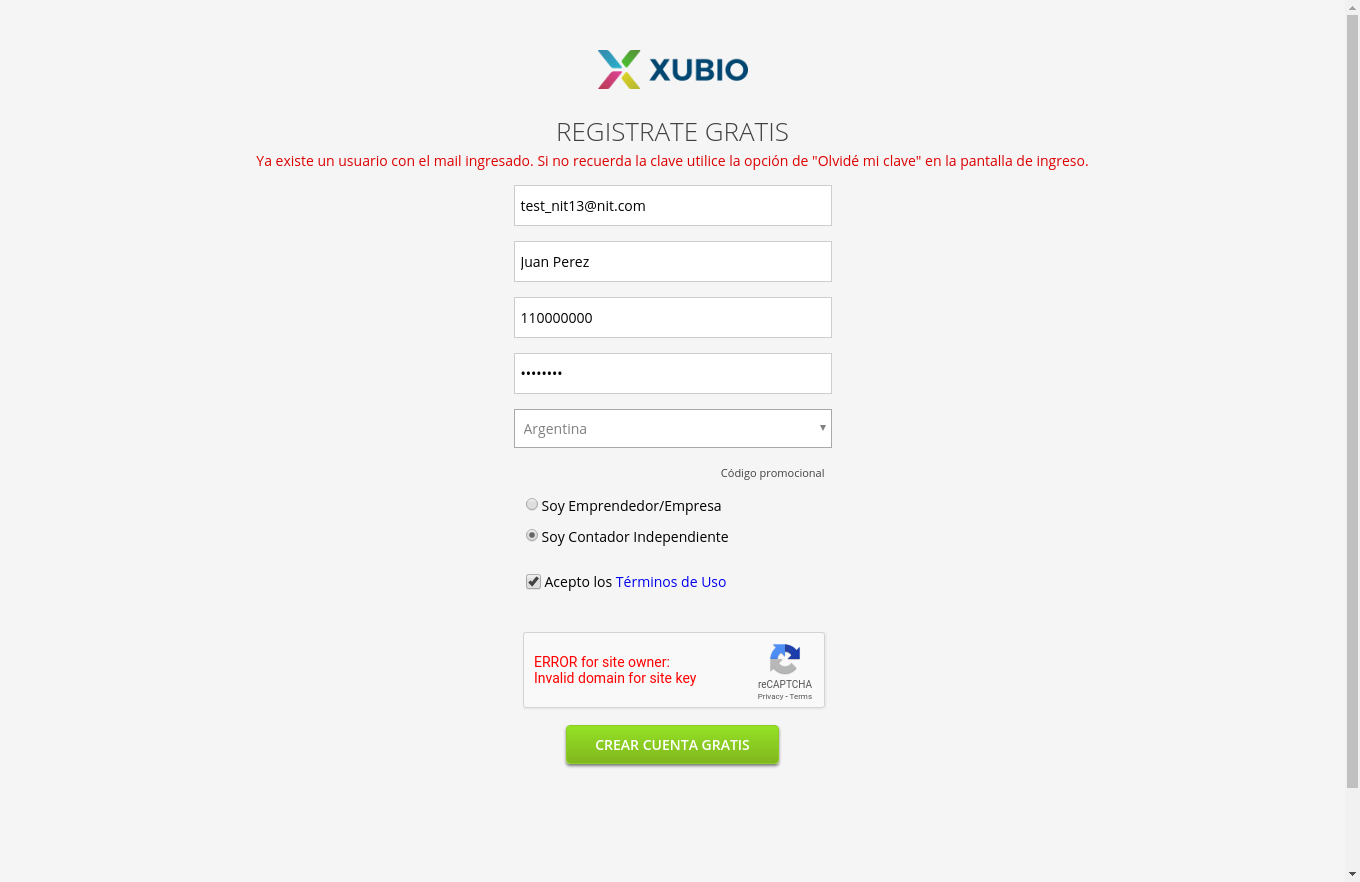 XUBIO
REGISTRATE GRATIS
Ya existe un usuario con el mail ingresado. Si no recuerda la clave utilice la opción de "Olvidé mi clave" en la pantalla de ingreso.
test_nit13@nit.com
Juan Perez
110000000
••••••••
Argentina
Código promocional
Soy Emprendedor/Empresa
Soy Contador Independiente
Acepto los Términos de Uso
ERROR for site owner:
Invalid domain for site key
reCAPTCHA
Privacy - Terms
CREAR CUENTA GRATIS